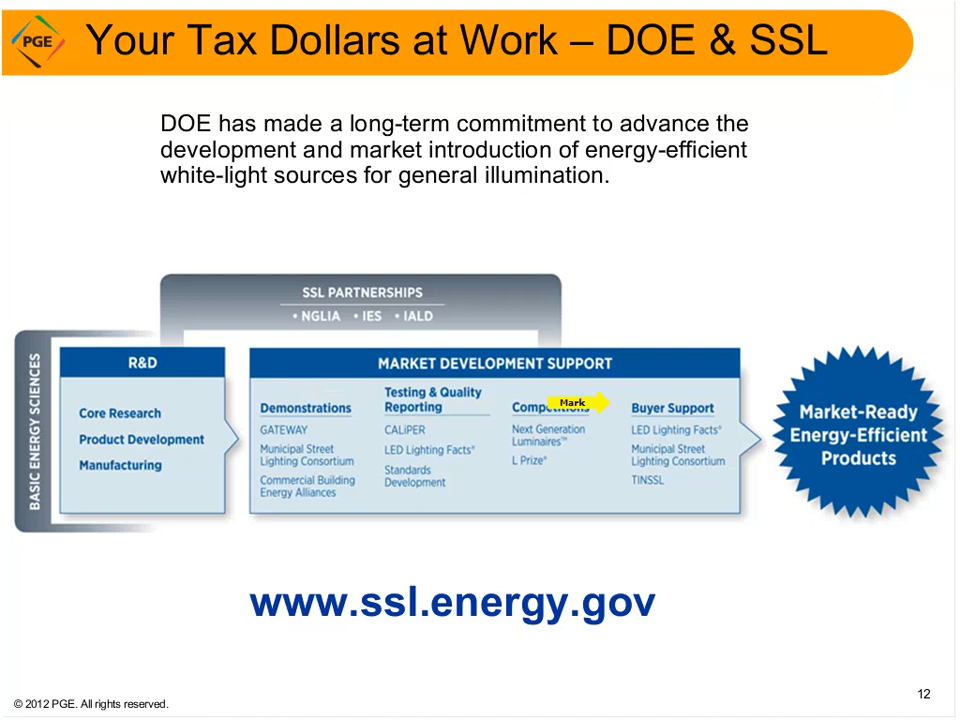 PGE
Your Tax Dollars at Work – DOE & SSL
DOE has made a long-term commitment to advance the
development and market introduction of energy-efficient
white-light sources for general illumination.
SSL PARTNERSHIPS
• NGLIA • IES • IALD
BASIC ENERGY SCIENCES
R&D
Core Research
Product Development
Manufacturing
MARKET DEVELOPMENT SUPPORT
Demonstrations
GATEWAY
Municipal Street
Lighting Consortium
Commercial Building
Energy Alliances
Testing & Quality
Reporting
CALiPER
LED Lighting Facts®
Standards
Development
Competitions
Mark
Next Generation
Luminaires™
L Prize®
Buyer Support
LED Lighting Facts®
Municipal Street
Lighting Consortium
TINSSL
Market-Ready
Energy-Efficient
Products
www.ssl.energy.gov
© 2012 PGE. All rights reserved.
12